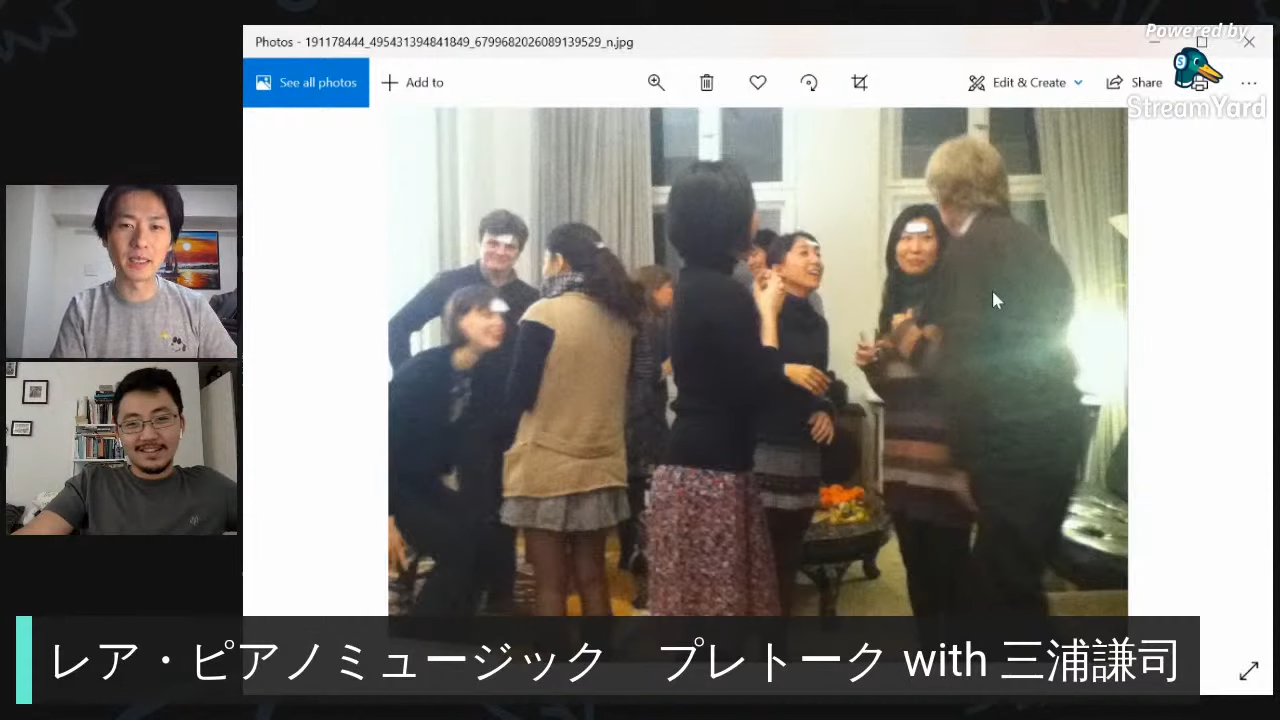 Powered by
Photos - 191178444_495431394841849_6799682026089139529_n.jpg
See all photos
Add to
Edit & Create
Share
StreamYard
レア・ピアノミュージック　プレトーク with 三浦謙司